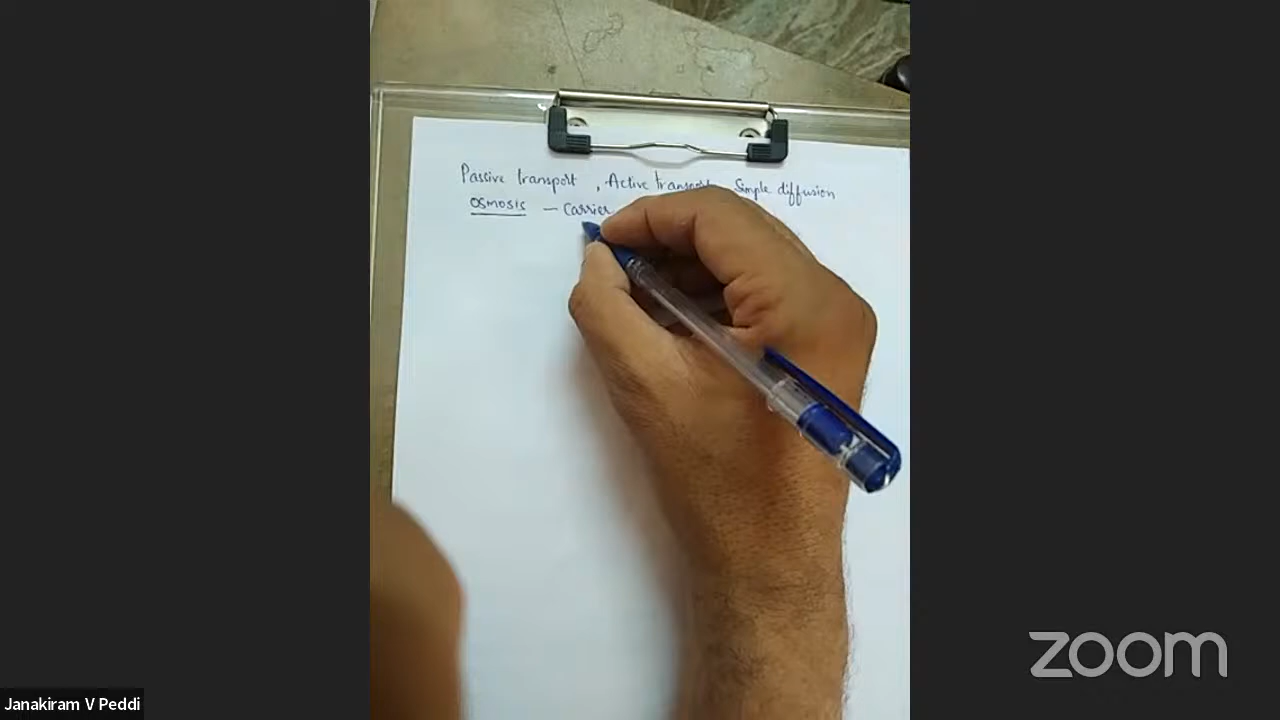 Passive transport , Active transport Simple diffusion
OSMOSIS — Carrier
zoom
Janakiram V Peddi